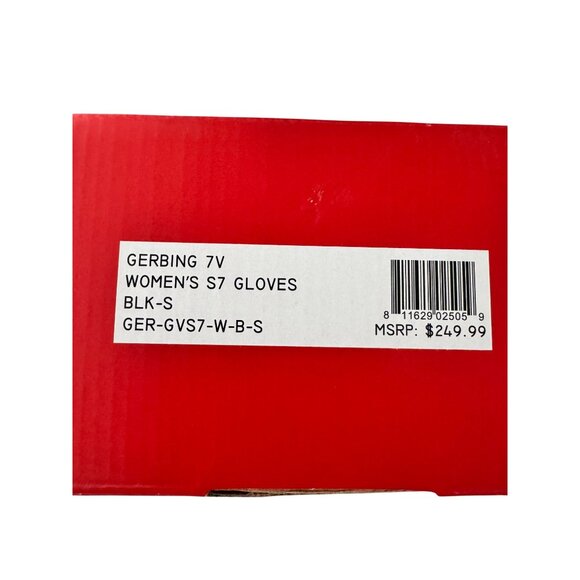 GERBING 7V
WOMEN'S S7 GLOVES
BLK-S
GER-GVS7-W-B-S
8 11629 02505 9
MSRP: $249.99